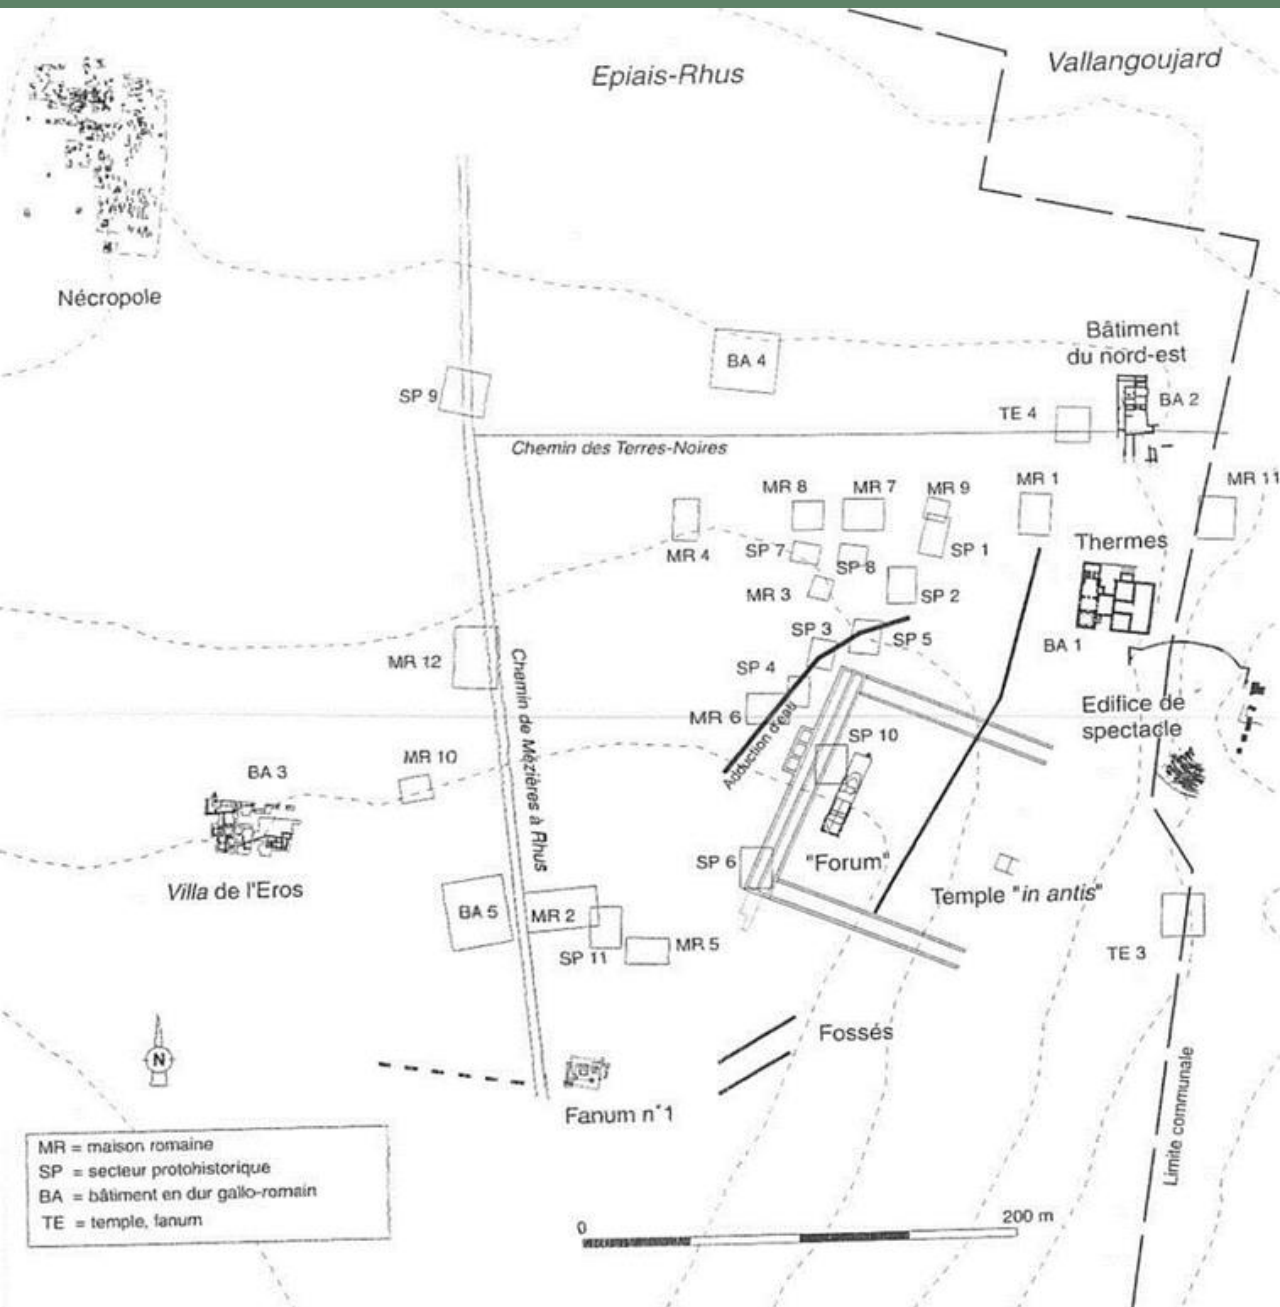 Epiais-Rhus
Vallangoujard
Nécropole
Bâtiment
du nord-est
BA 4
SP 9
BA 2
TE 4
Chemin des Terres-Noires
MR 8
MR 7
MR 9
MR 1
MR 11
MR 4
SP 7
SP 8
SP 1
Thermes
MR 3
SP 2
SP 3
SP 5
BA 1
MR 12
SP 4
Chemin de Mézières à Rhus
MR 6
Adduction d'eau
SP 10
Edifice de
spectacle
BA 3
MR 10
SP 6
"Forum"
Villa de l'Eros
Temple "in antis"
BA 5
MR 2
SP 11
MR 5
TE 3
Fossés
N
Fanum n°1
Limite communale
MR = maison romaine
SP = secteur protohistorique
BA = bâtiment en dur gallo-romain
TE = temple, fanum
0
200 m